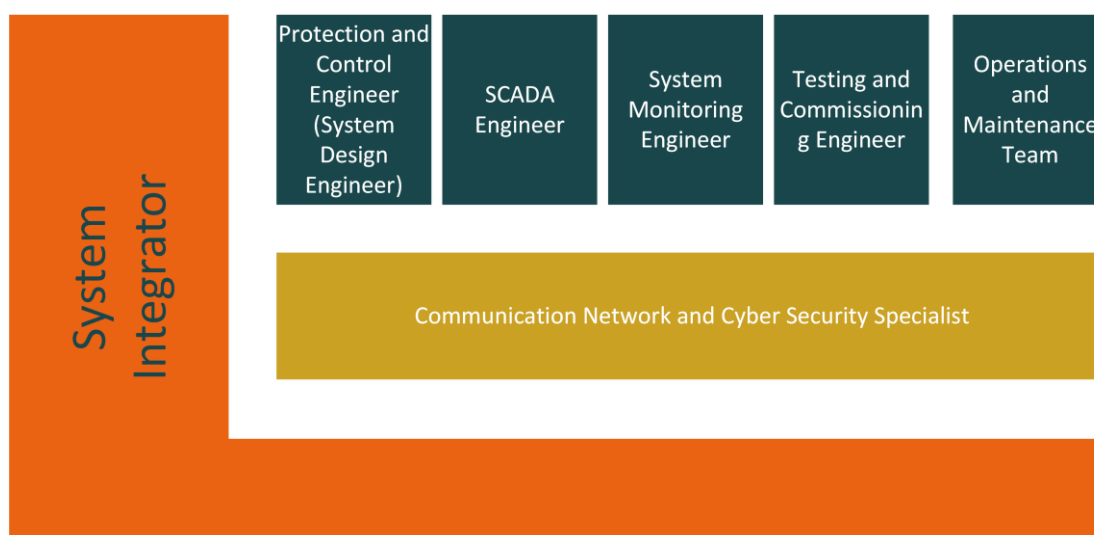 Protection and
Control
Engineer
(System
Design
Engineer)
SCADA
Engineer
System
Monitoring
Engineer
Testing and
Commissionin
g Engineer
Operations
and
Maintenance
Team
System
Integrator
Communication Network and Cyber Security Specialist